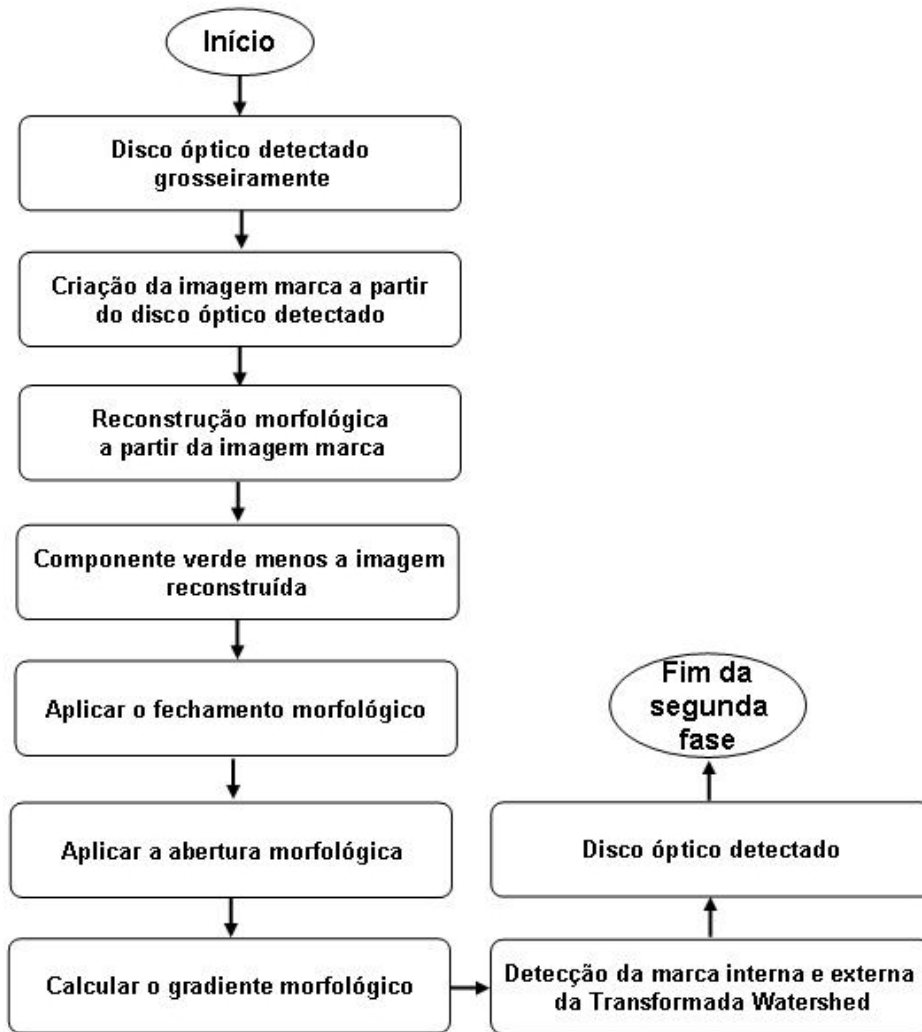 Início
Disco óptico detectado
grosseiramente
Criação da imagem marca a partir
do disco óptico detectado
Reconstrução morfológica
a partir da imagem marca
Componente verde menos a imagem
reconstruída
Aplicar o fechamento morfológico
Aplicar a abertura morfológica
Calcular o gradiente morfológico
Detecção da marca interna e externa
da Transformada Watershed
Disco óptico detectado
Fim da
segunda
fase